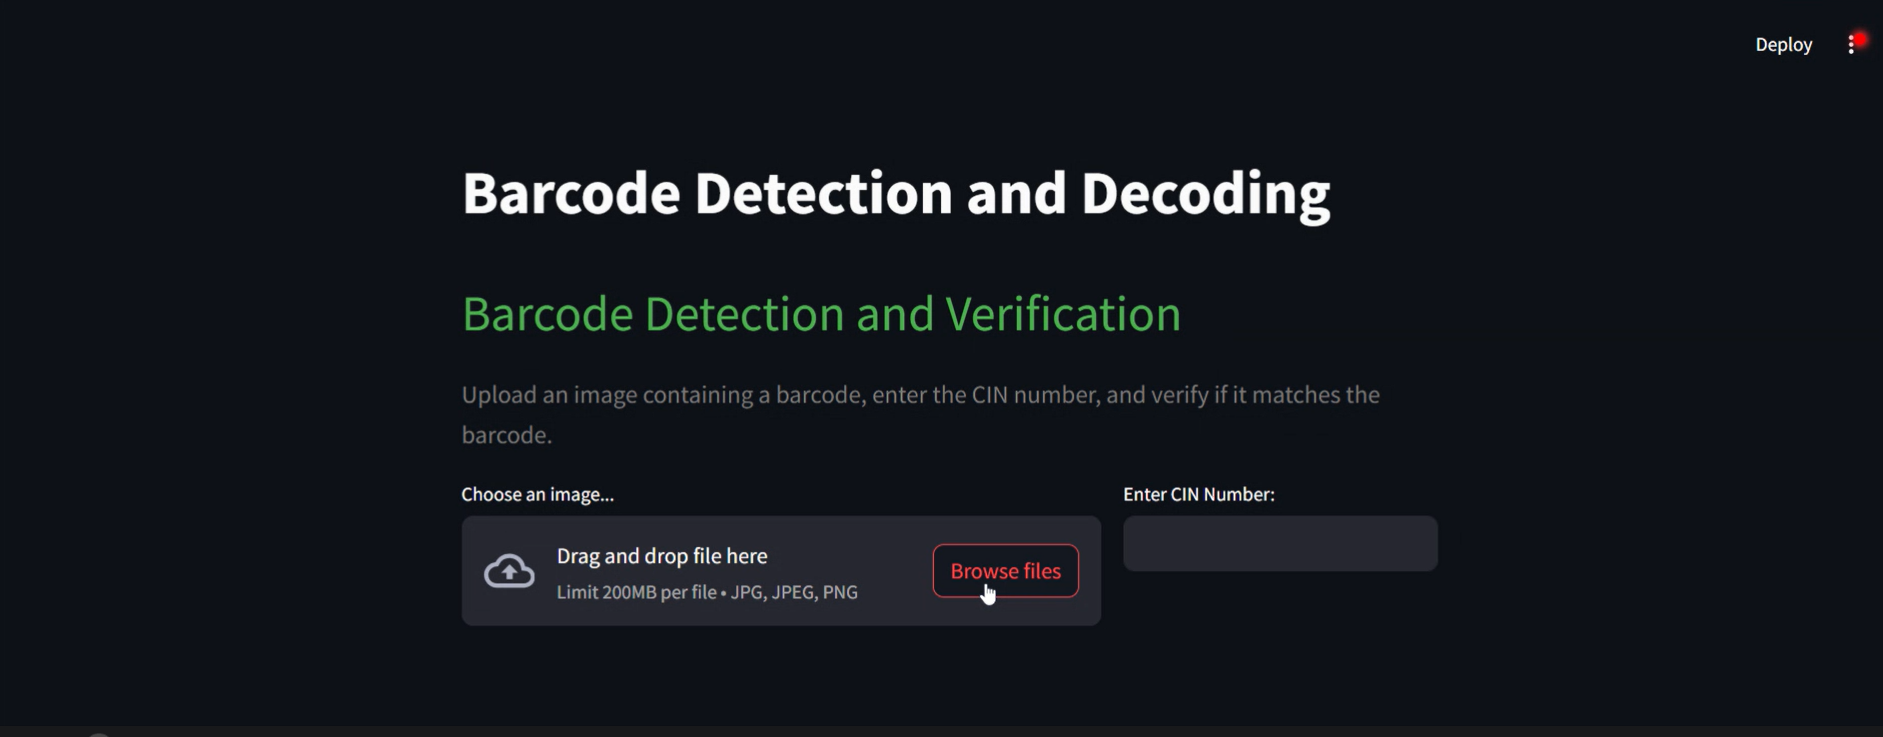 Deploy
Barcode Detection and Decoding
Barcode Detection and Verification
Upload an image containing a barcode, enter the CIN number, and verify if it matches the
barcode.
Choose an image...
Enter CIN Number:
Drag and drop file here
Limit 200MB per file • JPG, JPEG, PNG
Browse files